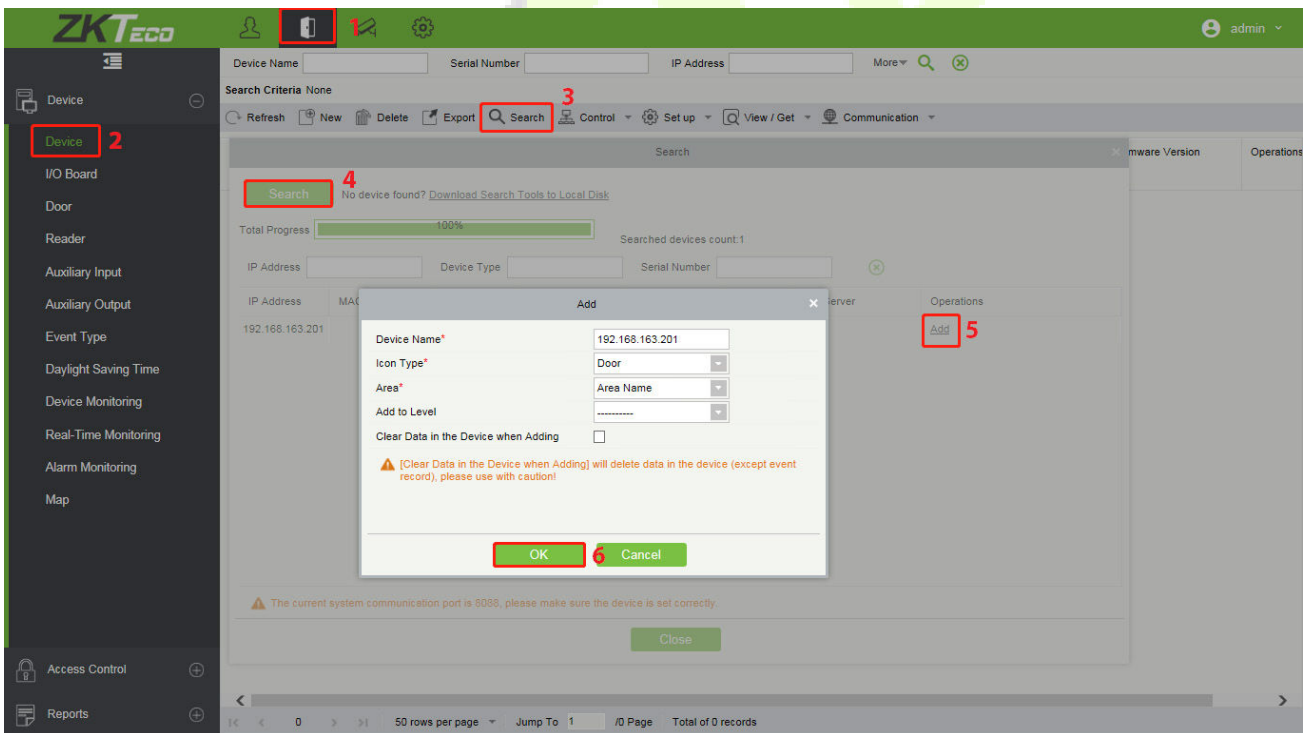 ZKTeco 1 admin
Device Name Serial Number IP Address More
Search Criteria None
3
Refresh New Delete Export Search Control Set up View / Get Communication
Device
Device 2
I/O Board
Door
Reader
Auxiliary Input
Auxiliary Output
Event Type
Daylight Saving Time
Device Monitoring
Real-Time Monitoring
Alarm Monitoring
Map
Access Control
Reports
Search
mware Version Operations
4
Search No device found? Download Search Tools to Local Disk
Total Progress 100% Searched devices count:1
IP Address Device Type Serial Number
IP Address MAC erver Operations
192.168.163.201 Add 5
Add
Device Name* 192.168.163.201
Icon Type* Door
Area* Area Name
Add to Level ----------
Clear Data in the Device when Adding
[Clear Data in the Device when Adding] will delete data in the device (except event
record), please use with caution!
OK 6 Cancel
The current system communication port is 8088, please make sure the device is set correctly.
Close
0 50 rows per page Jump To 1 /0 Page Total of 0 records